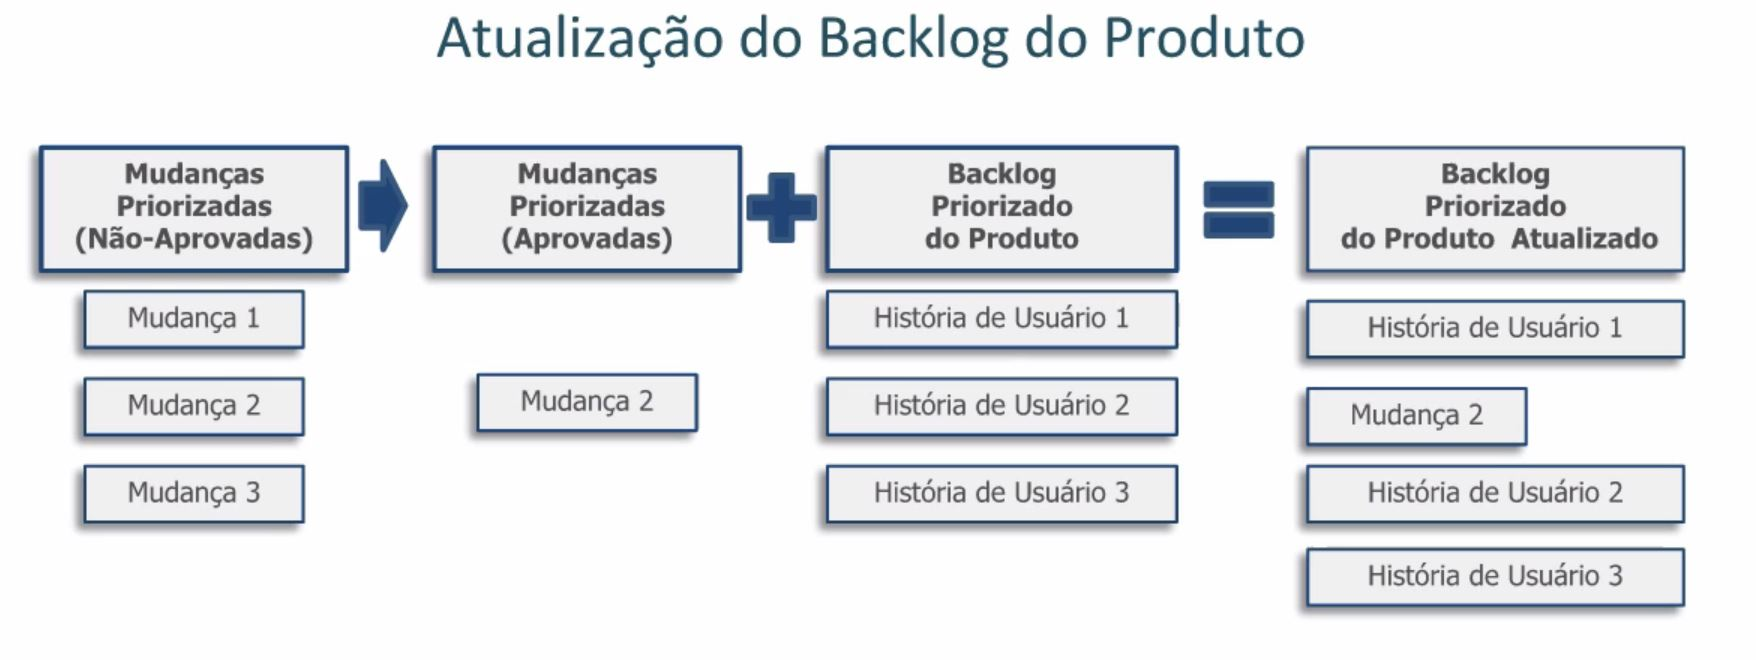 Atualização do Backlog do Produto
Mudanças
Priorizadas
(Não-Aprovadas)
Mudança 1
Mudança 2
Mudança 3
Mudanças
Priorizadas
(Aprovadas)
Mudança 2
Backlog
Priorizado
do Produto
História de Usuário 1
História de Usuário 2
História de Usuário 3
Backlog
Priorizado
do Produto Atualizado
História de Usuário 1
Mudança 2
História de Usuário 2
História de Usuário 3